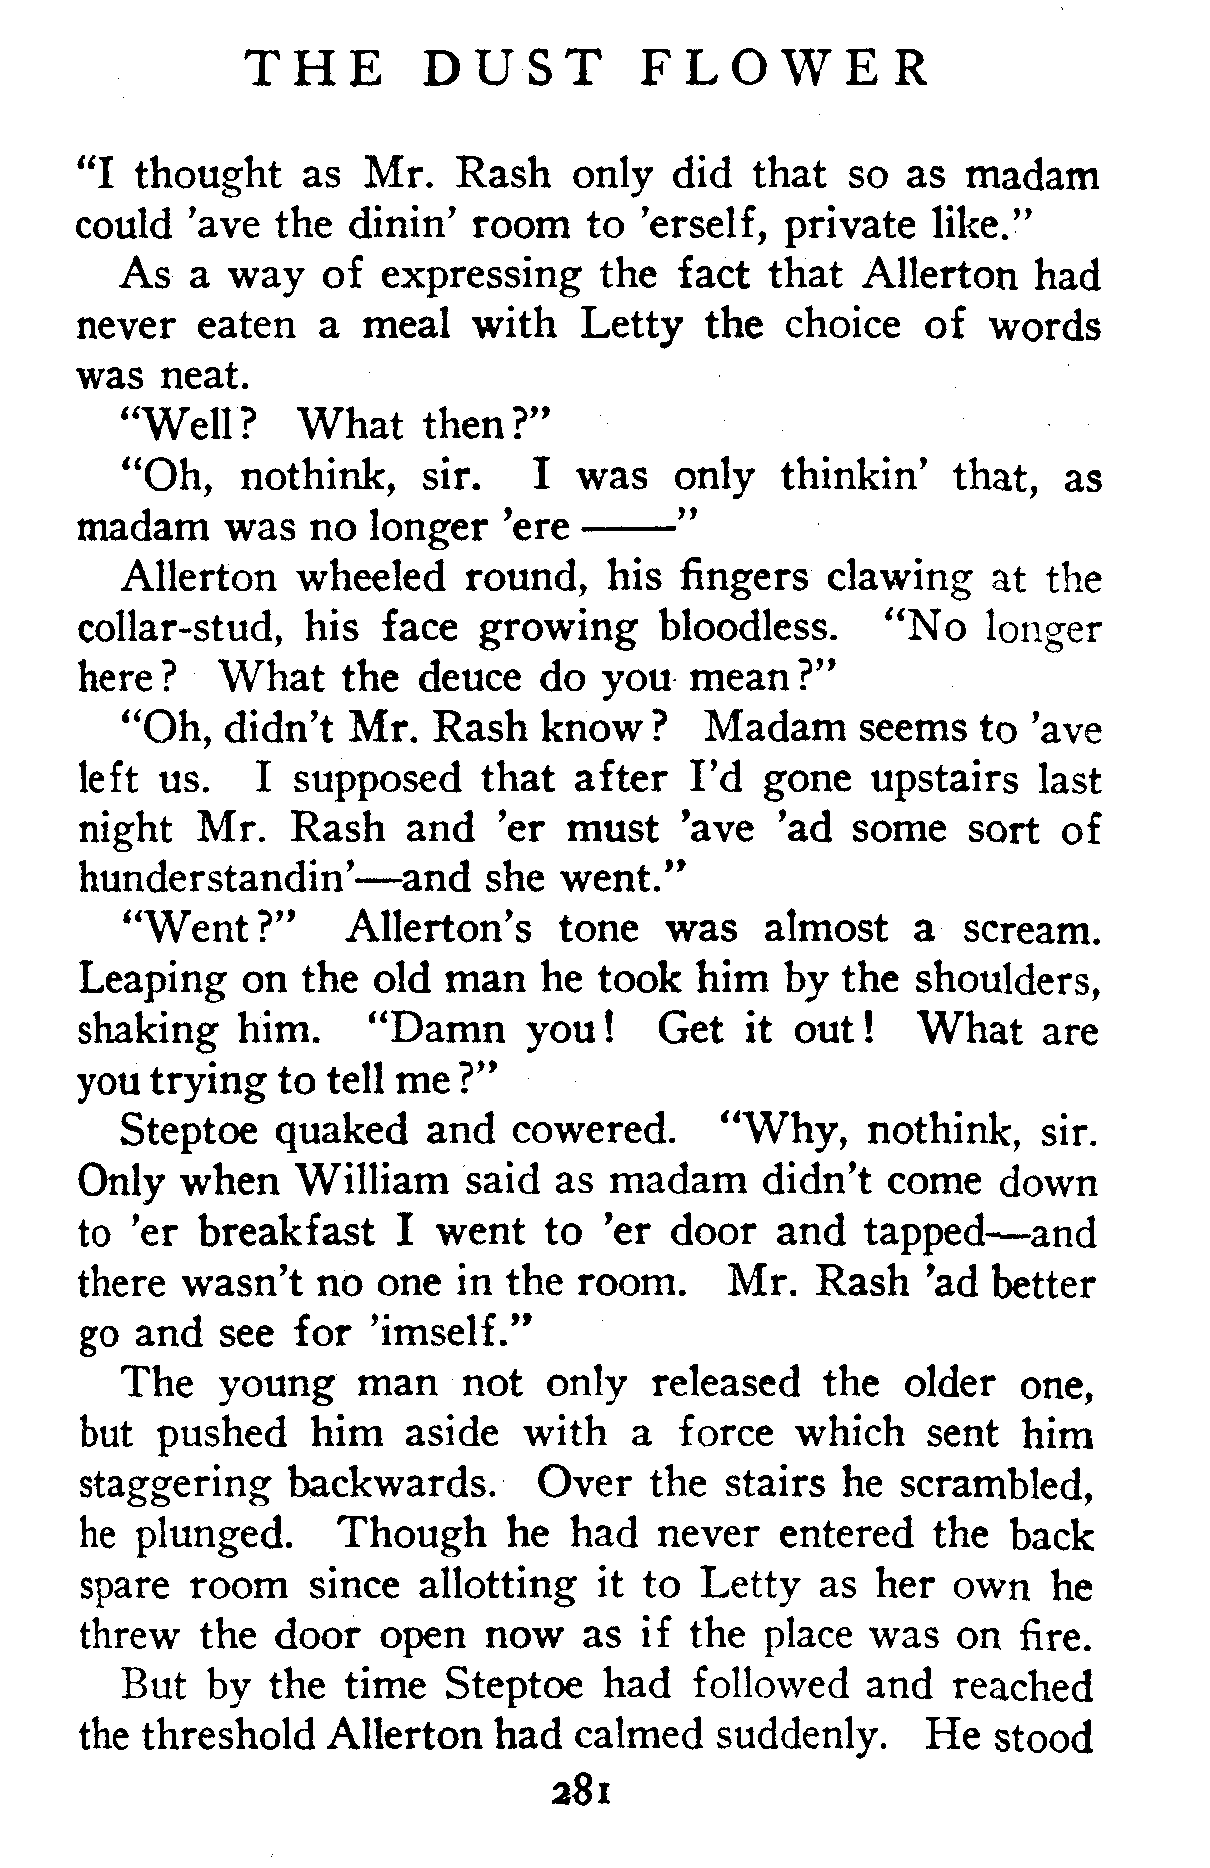 THE DUST FLOWER
“I thought as Mr. Rash only did that so as madam
could ’ave the dinin’ room to ’erself, private like.”
As a way of expressing the fact that Allerton had
never eaten a meal with Letty the choice of words
was neat.
“Well? What then?”
“Oh, nothink, sir. I was only thinkin’ that, as
madam was no longer ’ere ——”
Allerton wheeled round, his fingers clawing at the
collar-stud, his face growing bloodless. “No longer
here? What the deuce do you mean?”
“Oh, didn’t Mr. Rash know? Madam seems to ’ave
left us. I supposed that after I’d gone upstairs last
night Mr. Rash and ’er must ’ave ’ad some sort of
hunderstandin’—and she went.”
“Went?” Allerton’s tone was almost a scream.
Leaping on the old man he took him by the shoulders,
shaking him. “Damn you! Get it out! What are
you trying to tell me?”
Steptoe quaked and cowered. “Why, nothink, sir.
Only when William said as madam didn’t come down
to ’er breakfast I went to ’er door and tapped—and
there wasn’t no one in the room. Mr. Rash ’ad better
go and see for ’imself.”
The young man not only released the older one,
but pushed him aside with a force which sent him
staggering backwards. Over the stairs he scrambled,
he plunged. Though he had never entered the back
spare room since allotting it to Letty as her own he
threw the door open now as if the place was on fire.
But by the time Steptoe had followed and reached
the threshold Allerton had calmed suddenly. He stood
281